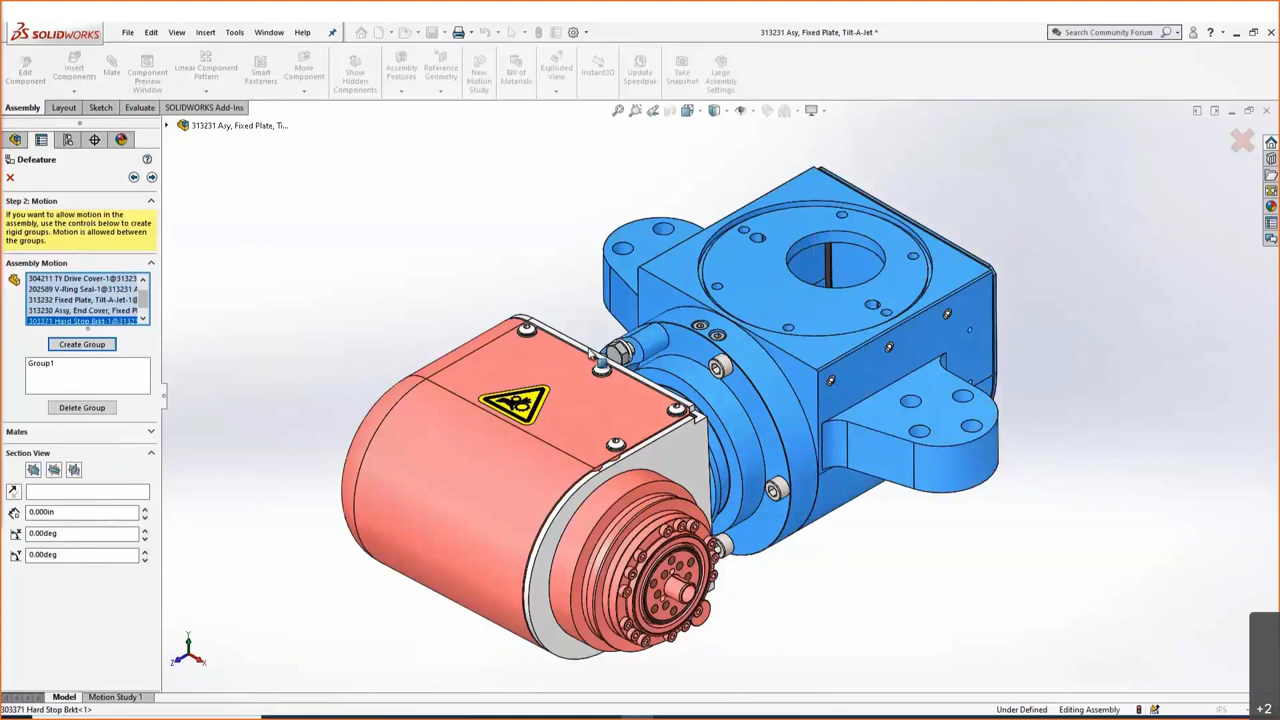 SOLIDWORKS
File Edit View Insert Tools Window Help
313231 Asy, Fixed Plate, Tilt-A-Jet *
Search Community Forum
Edit Component
Insert Components
Mate
Component Preview Window
Linear Component Pattern
Smart Fasteners
Move Component
Show Hidden Components
Assembly Features
Reference Geometry
New Motion Study
Bill of Materials
Exploded View
Instant3D
Update Speedpak
Take Snapshot
Large Assembly Settings
Assembly Layout Sketch Evaluate SOLIDWORKS Add-Ins
313231 Asy, Fixed Plate, Ti...
Defeature
Step 2: Motion
If you want to allow motion in the
assembly, use the controls below to create
rigid groups. Motion is allowed between
the groups.
Assembly Motion
304211 TY Drive Cover-1@31323
202589 V-Ring Seal-1@313231 A
313232 Fixed Plate, Tilt-A-Jet-1@
313230 Assy, End Cover, Fixed Pl
303371 Hard Stop Brkt-1@31323
Create Group
Group1
Delete Group
Mates
Section View
0.000in
0.00deg
0.00deg
Y
Z
X
Model Motion Study 1
303371 Hard Stop Brkt<1>
Under Defined Editing Assembly
+2